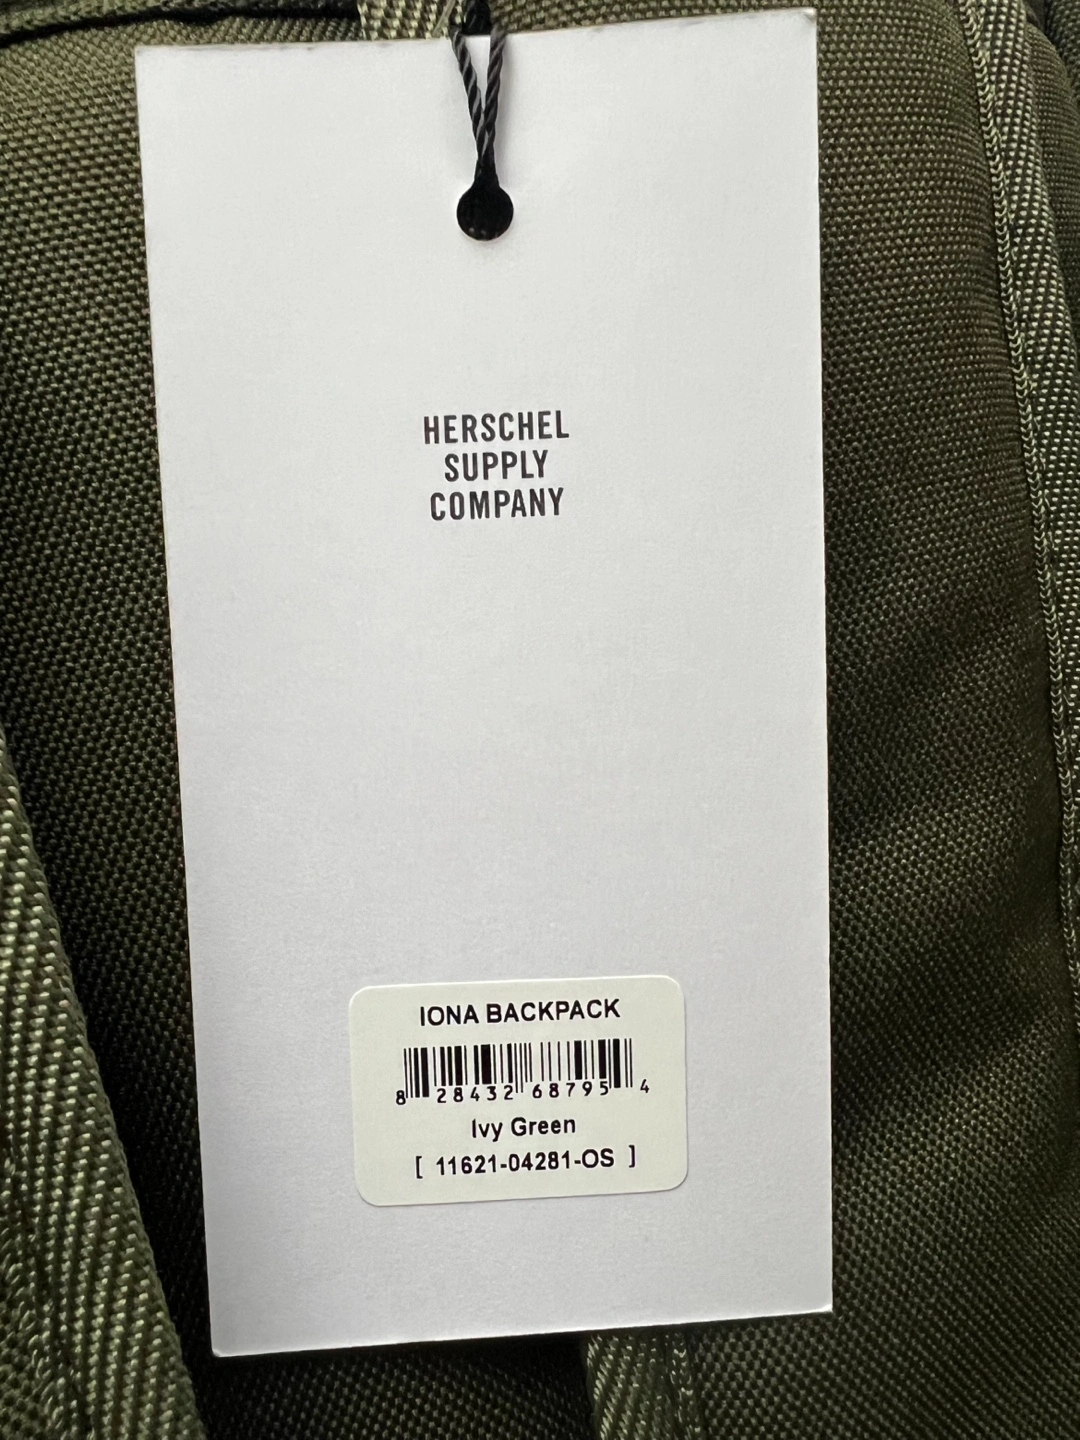 HERSCHEL
SUPPLY
COMPANY
IONA BACKPACK
8 28432 68795 4
Ivy Green
[ 11621-04281-OS ]